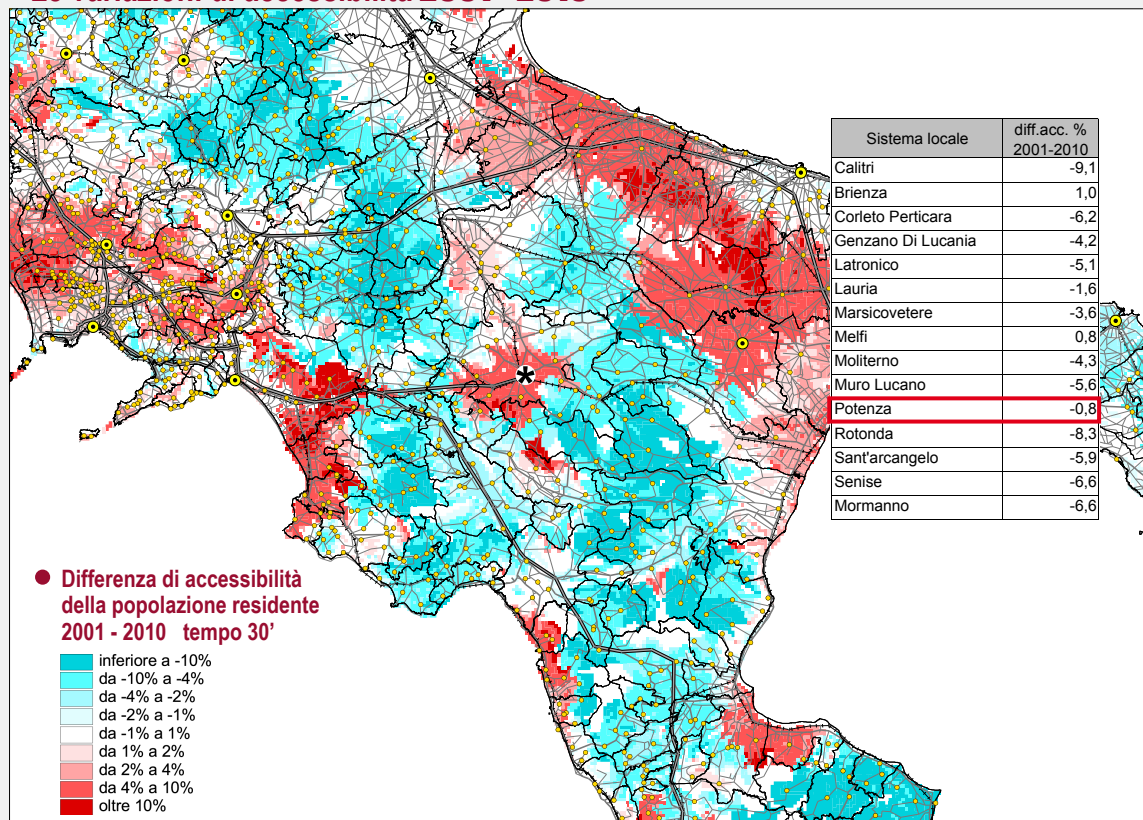 Sistema locale diff.acc. % 2001-2010
Calitri -9,1
Brienza 1,0
Corleto Perticara -6,2
Genzano Di Lucania -4,2
Latronico -5,1
Lauria -1,6
Marsicovetere -3,6
Melfi 0,8
Moliterno -4,3
Muro Lucano -5,6
Potenza -0,8
Rotonda -8,3
Sant'arcangelo -5,9
Senise -6,6
Mormanno -6,6
● Differenza di accessibilità
della popolazione residente
2001 - 2010 tempo 30'
inferiore a -10%
da -10% a -4%
da -4% a -2%
da -2% a -1%
da -1% a 1%
da 1% a 2%
da 2% a 4%
da 4% a 10%
oltre 10%